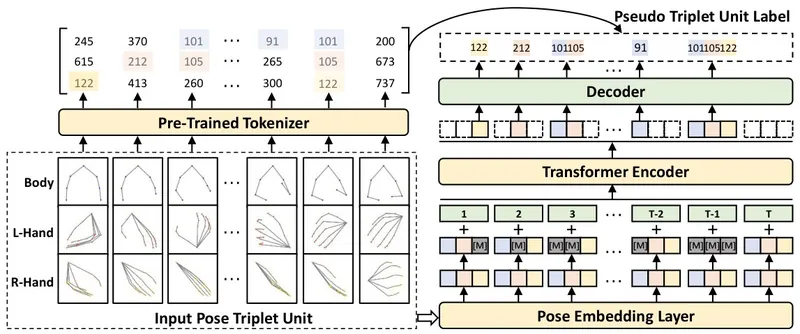 Pseudo Triplet Unit Label
245 370 101 ... 91 101 200
615 212 105 ... 265 105 673
122 413 260 ... 300 122 737
122 212 101105 91 101105122
...
Decoder
Pre-Trained Tokenizer
...
Transformer Encoder
Body
L-Hand
R-Hand
...
...
...
1 2 3 ... T-2 T-1 T
+ + + + + +
[M] [M] [M][M] ... [M] [M][M][M]
...
Input Pose Triplet Unit
Pose Embedding Layer